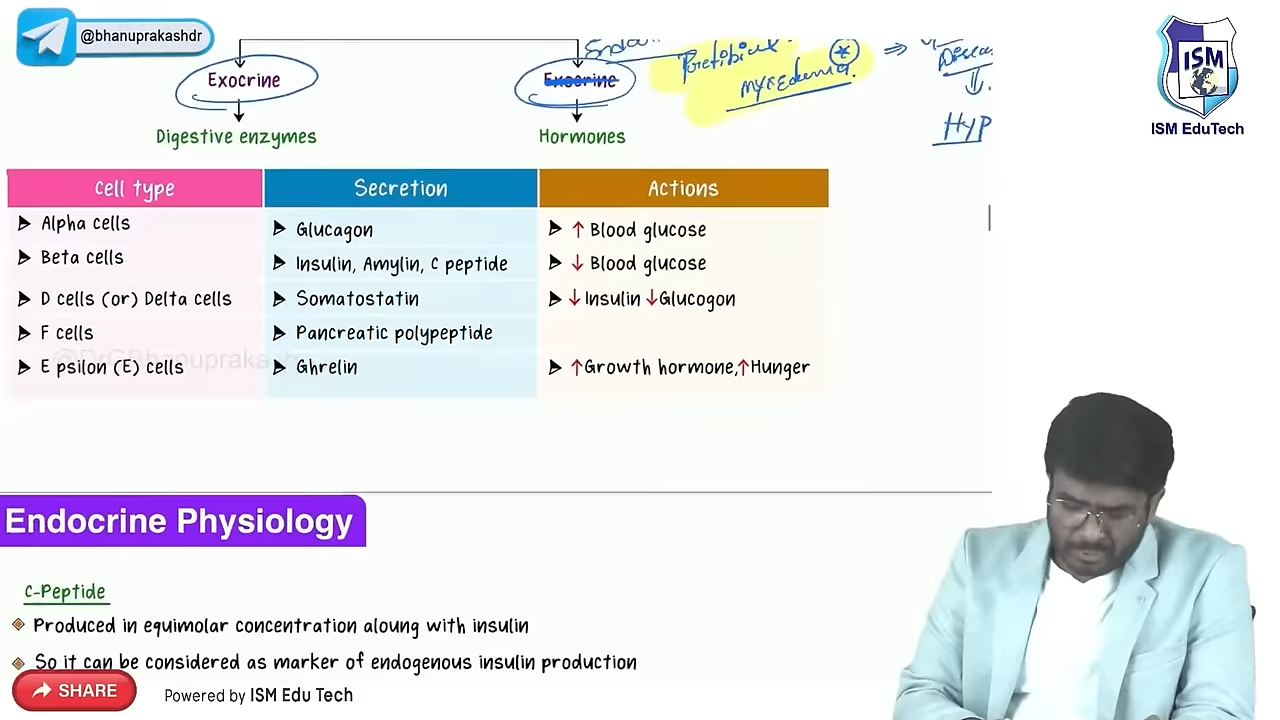 @bhanuprakashdr
Exocrine
Exocrine
Pretibial
myxedema.
HYP
ISM
ISM EduTech
Digestive enzymes
Hormones
Cell type Secretion Actions
Alpha cells Glucagon ↑ Blood glucose
Beta cells Insulin, Amylin, C peptide ↓ Blood glucose
D cells (or) Delta cells Somatostatin ↓Insulin ↓Glucogon
F cells Pancreatic polypeptide
E psilon (E) cells Ghrelin ↑Growth hormone,↑Hunger
Endocrine Physiology
C-Peptide
Produced in equimolar concentration aloung with insulin
So it can be considered as marker of endogenous insulin production
SHARE
Powered by ISM Edu Tech